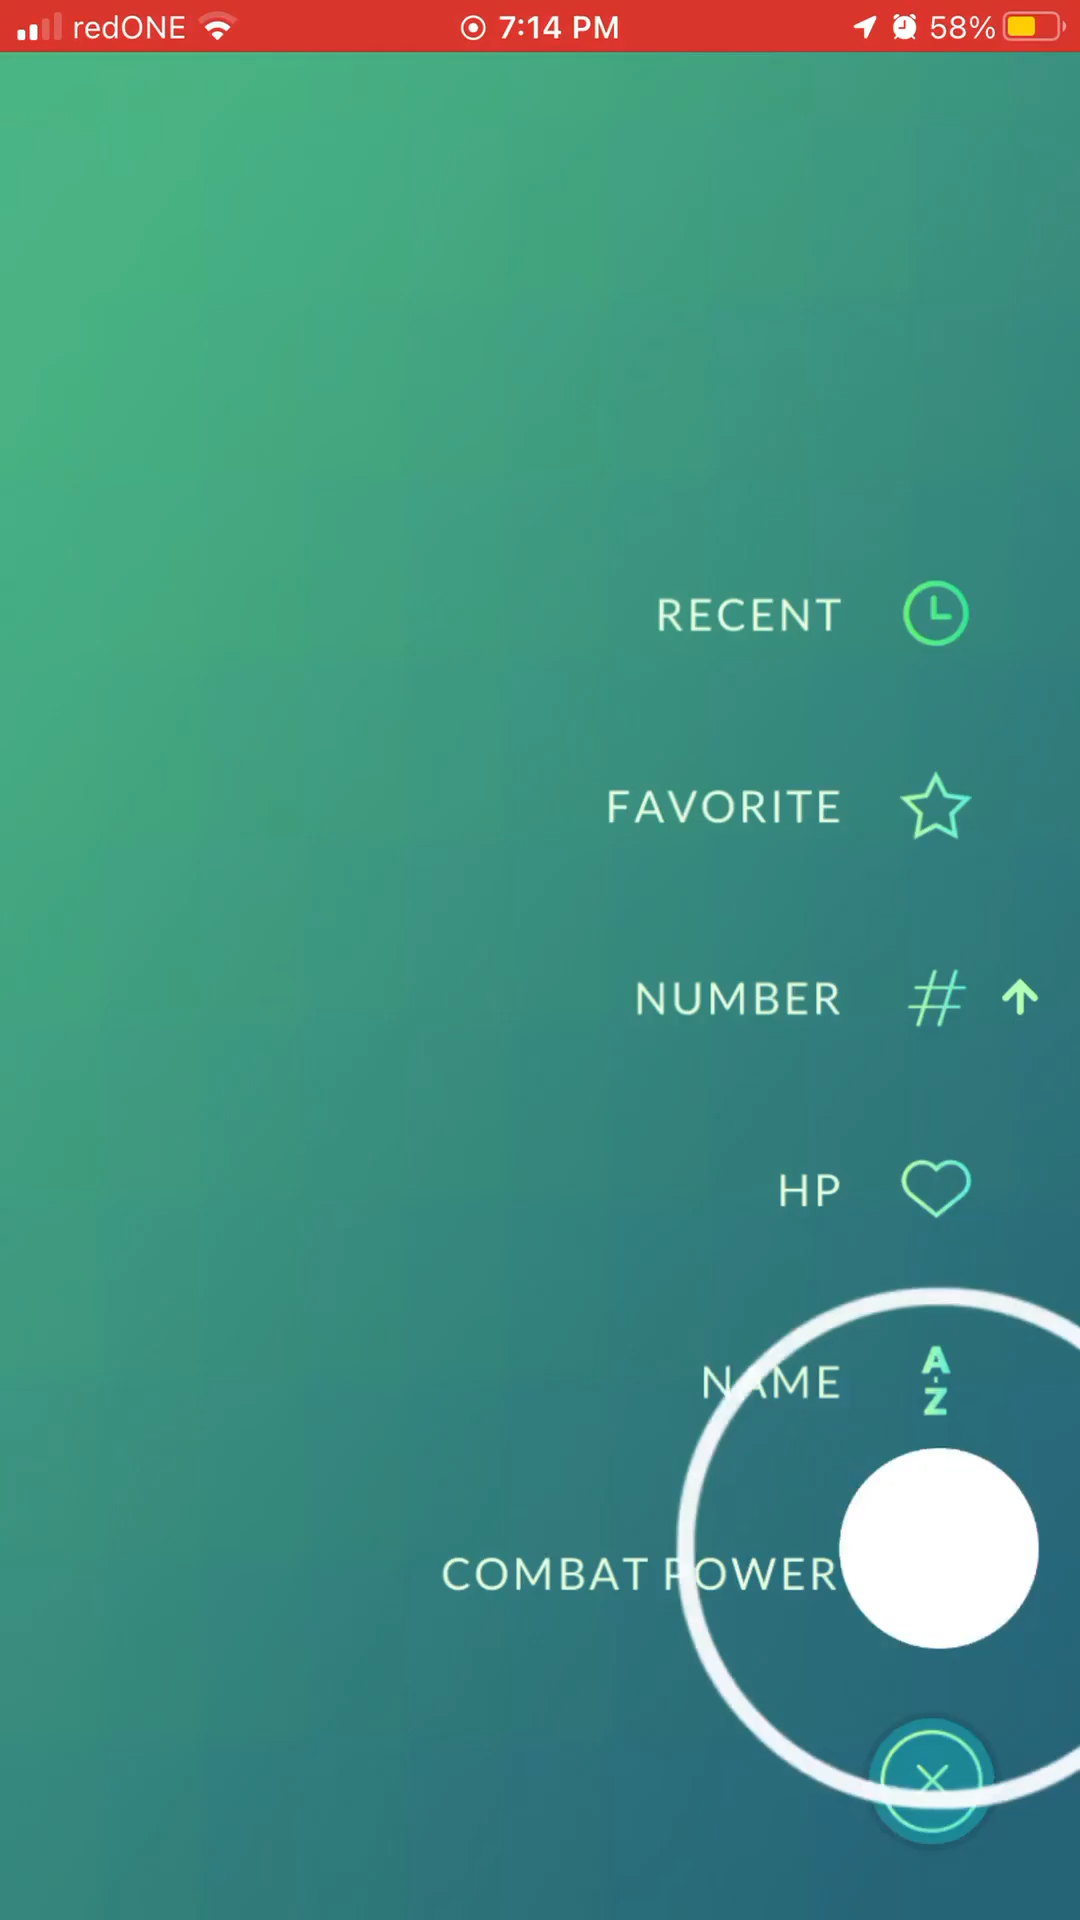 redONE 7:14 PM 58%
RECENT
FAVORITE
NUMBER #
HP
NAME A-Z
COMBAT POWER